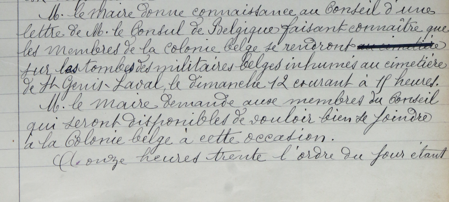 M. le Maire donne connaissance au Conseil d'une
lettre de M. le Consul de Belgique faisant connaître que
les membres de la colonie belge se rendront
sur les tombes des militaires belges inhumés au cimetière
de St Genis-Laval, le dimanche 12 courant à 15 heures.
M. le Maire demande aux membres du Conseil
qui seront disponibles de vouloir bien se joindre
à la Colonie belge à cette occasion.
À onze heures trente l'ordre du jour étant